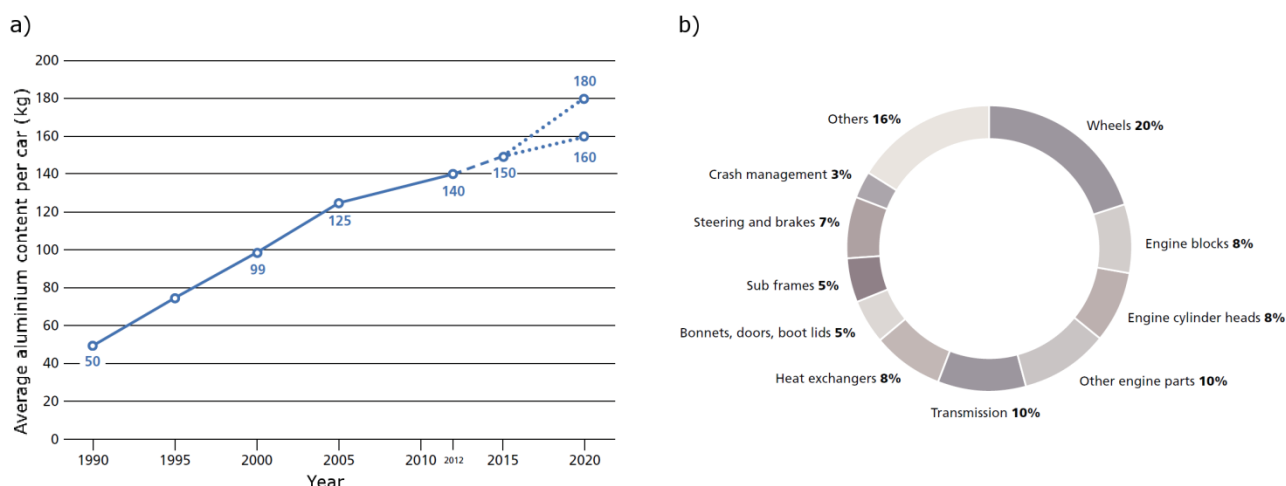 a)
200
180
160
140
120
100
80
60
40
20
0
Average aluminium content per car (kg)
50
99
125
140
150
180
160
1990
1995
2000
2005
2010
2012
2015
2020
Year
b)
Wheels 20%
Engine blocks 8%
Engine cylinder heads 8%
Other engine parts 10%
Transmission 10%
Heat exchangers 8%
Bonnets, doors, boot lids 5%
Sub frames 5%
Steering and brakes 7%
Crash management 3%
Others 16%